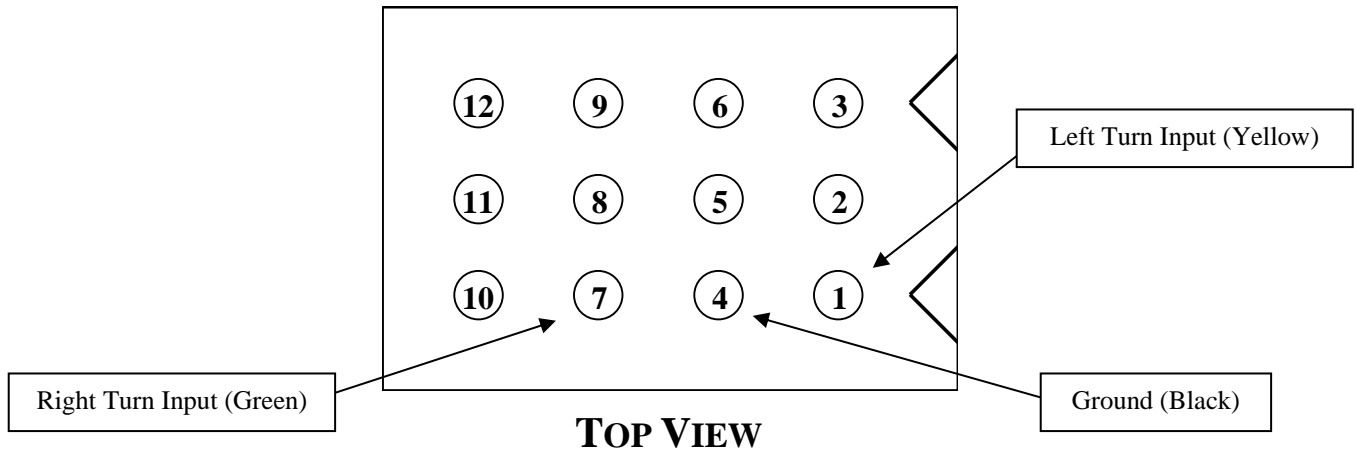 12 9 6 3
Left Turn Input (Yellow)
11 8 5 2
10 7 4 1
Right Turn Input (Green)
Ground (Black)
TOP VIEW